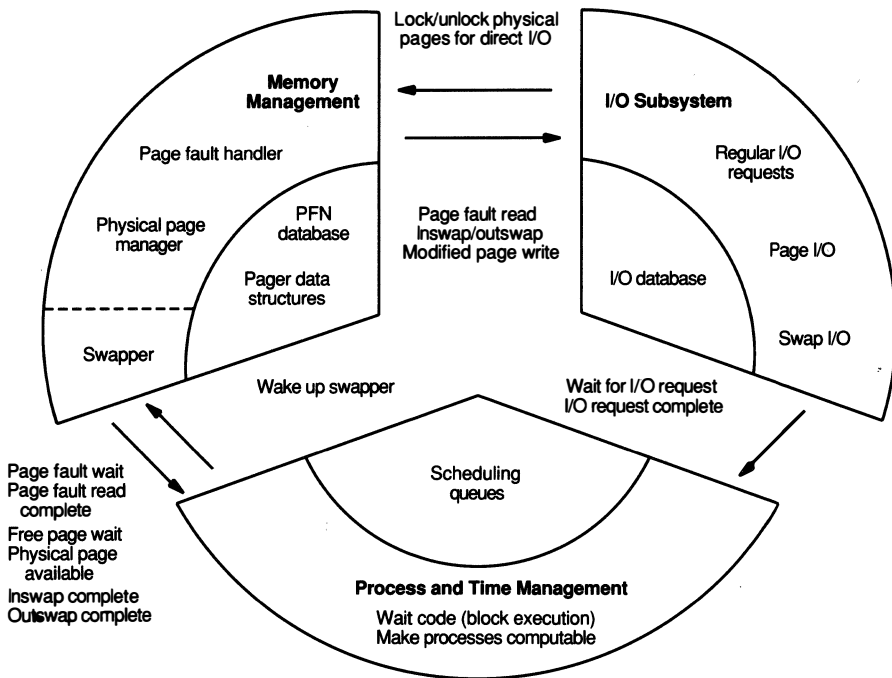 Lock/unlock physical
pages for direct I/O
Memory
Management
Page fault handler
Physical page
manager
PFN
database
Pager data
structures
Swapper
I/O Subsystem
Regular I/O
requests
Page I/O
I/O database
Swap I/O
Page fault read
Inswap/outswap
Modified page write
Wake up swapper
Wait for I/O request
I/O request complete
Page fault wait
Page fault read
complete
Free page wait
Physical page
available
Inswap complete
Outswap complete
Scheduling
queues
Process and Time Management
Wait code (block execution)
Make processes computable